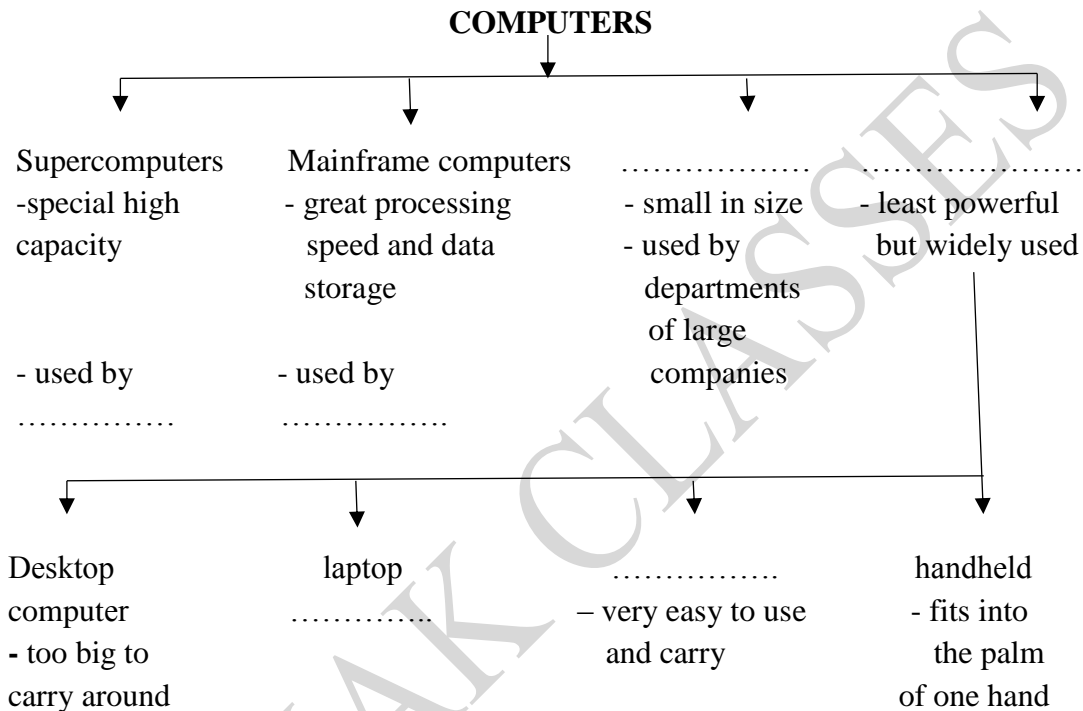 COMPUTERS
Supercomputers
-special high
capacity
- used by
……………
Mainframe computers
- great processing
speed and data
storage
- used by
…………….
……………….
- small in size
- used by
departments
of large
companies
………………….
- least powerful
but widely used
Desktop
computer
- too big to
carry around
laptop
…………..
…………….
– very easy to use
and carry
handheld
- fits into
the palm
of one hand
AK CLASSES